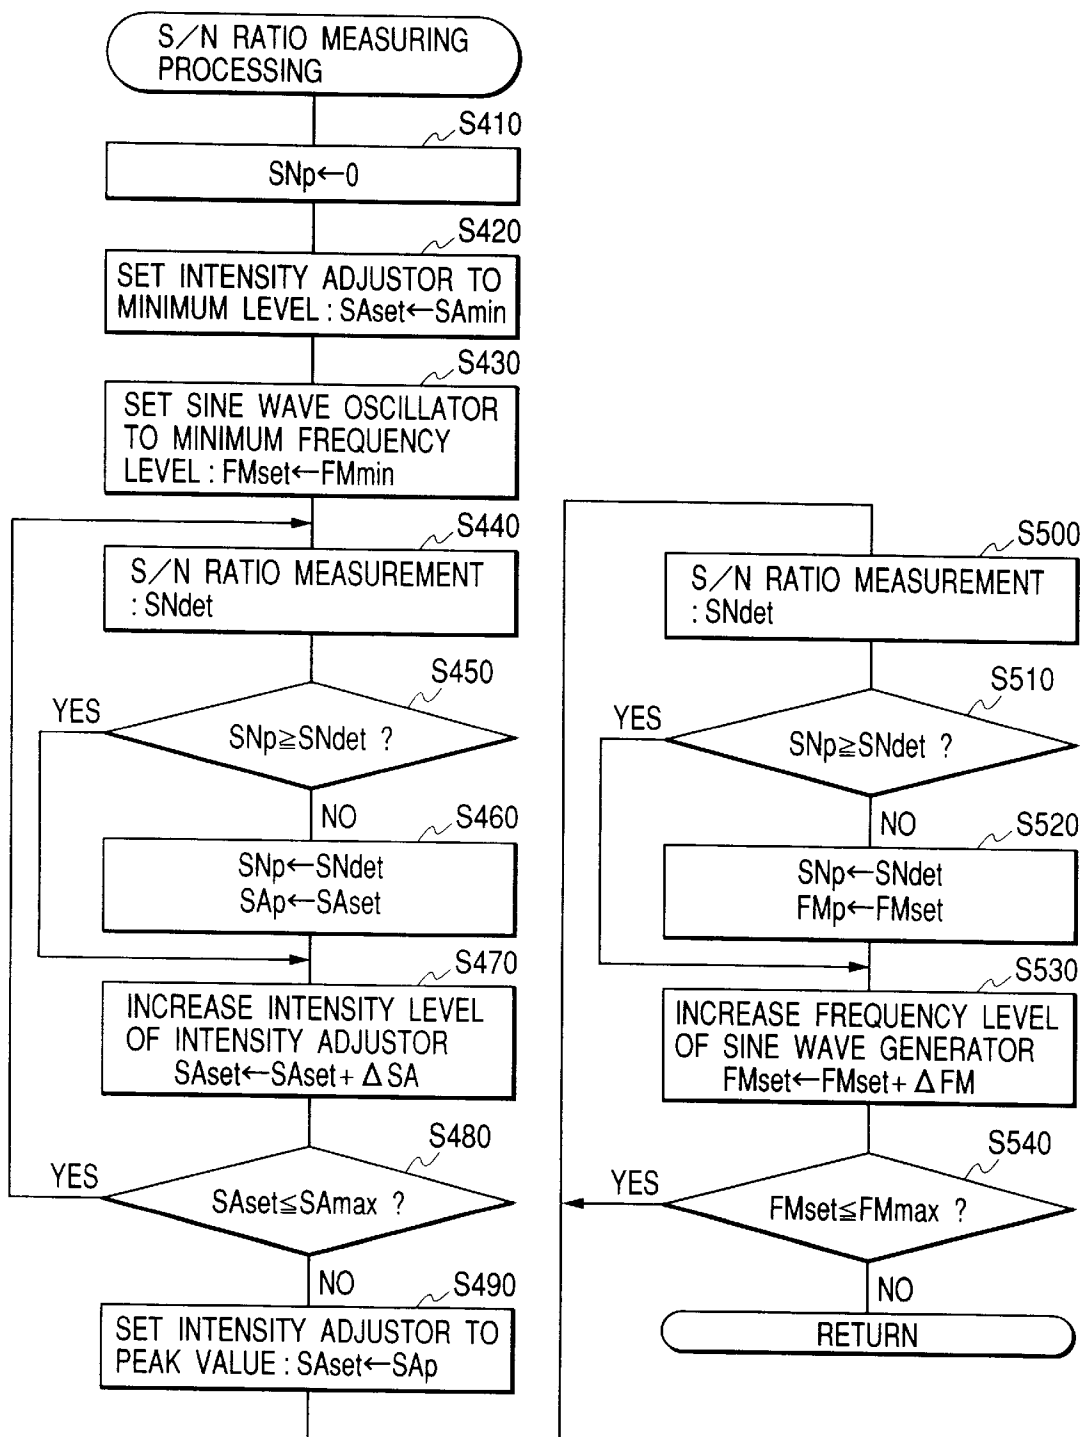 S/N RATIO MEASURING
PROCESSING
S410
SNp←0
S420
SET INTENSITY ADJUSTOR TO
MINIMUM LEVEL : SAset←SAmin
S430
SET SINE WAVE OSCILLATOR
TO MINIMUM FREQUENCY
LEVEL : FMset←FMmin
S440
S/N RATIO MEASUREMENT
: SNdet
S450
YES
SNp≧SNdet ?
NO
S460
SNp←SNdet
SAp←SAset
S470
INCREASE INTENSITY LEVEL
OF INTENSITY ADJUSTOR
SAset←SAset+ΔSA
S480
YES
SAset≦SAmax ?
NO
S490
SET INTENSITY ADJUSTOR TO
PEAK VALUE : SAset←SAp
S500
S/N RATIO MEASUREMENT
: SNdet
S510
YES
SNp≧SNdet ?
NO
S520
SNp←SNdet
FMp←FMset
S530
INCREASE FREQUENCY LEVEL
OF SINE WAVE GENERATOR
FMset←FMset+ΔFM
S540
YES
FMset≦FMmax ?
NO
RETURN